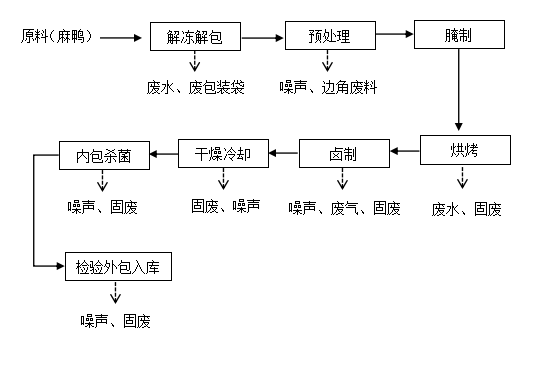 原料（麻鸭）
解冻解包
预处理
腌制
废水、废包装袋
噪声、边角废料
内包杀菌
干燥冷却
卤制
烘烤
噪声、固废
固废、噪声
噪声、废气、固废
废水、固废
检验外包入库
噪声、固废